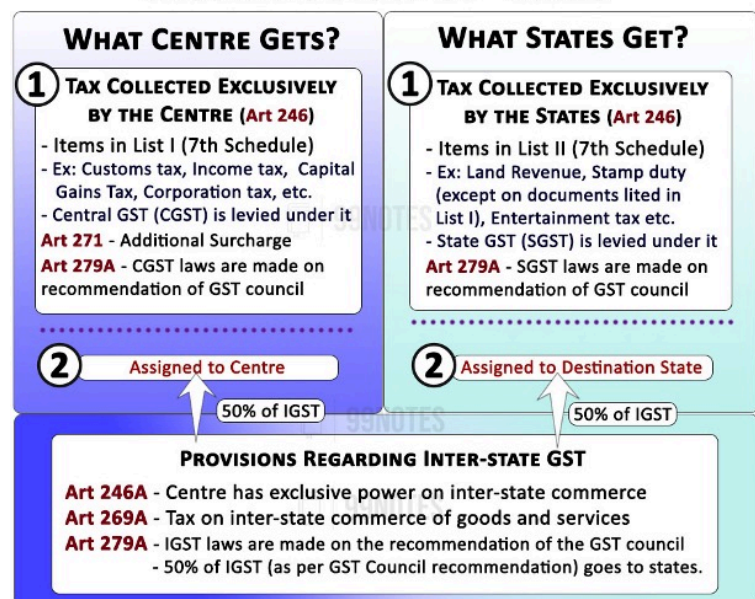 WHAT CENTRE GETS?
1
TAX COLLECTED EXCLUSIVELY
BY THE CENTRE (Art 246)
- Items in List I (7th Schedule)
- Ex: Customs tax, Income tax, Capital
Gains Tax, Corporation tax, etc.
- Central GST (CGST) is levied under it
Art 271 - Additional Surcharge
Art 279A - CGST laws are made on
recommendation of GST council
2
Assigned to Centre
50% of IGST
WHAT STATES GET?
1
TAX COLLECTED EXCLUSIVELY
BY THE STATES (Art 246)
- Items in List II (7th Schedule)
- Ex: Land Revenue, Stamp duty
(except on documents lited in
List I), Entertainment tax etc.
- State GST (SGST) is levied under it
Art 279A - SGST laws are made on
recommendation of GST council
2
Assigned to Destination State
50% of IGST
99NOTES
99NOTES
PROVISIONS REGARDING INTER-STATE GST
Art 246A - Centre has exclusive power on inter-state commerce
Art 269A - Tax on inter-state commerce of goods and services
Art 279A - IGST laws are made on the recommendation of the GST council
- 50% of IGST (as per GST Council recommendation) goes to states.